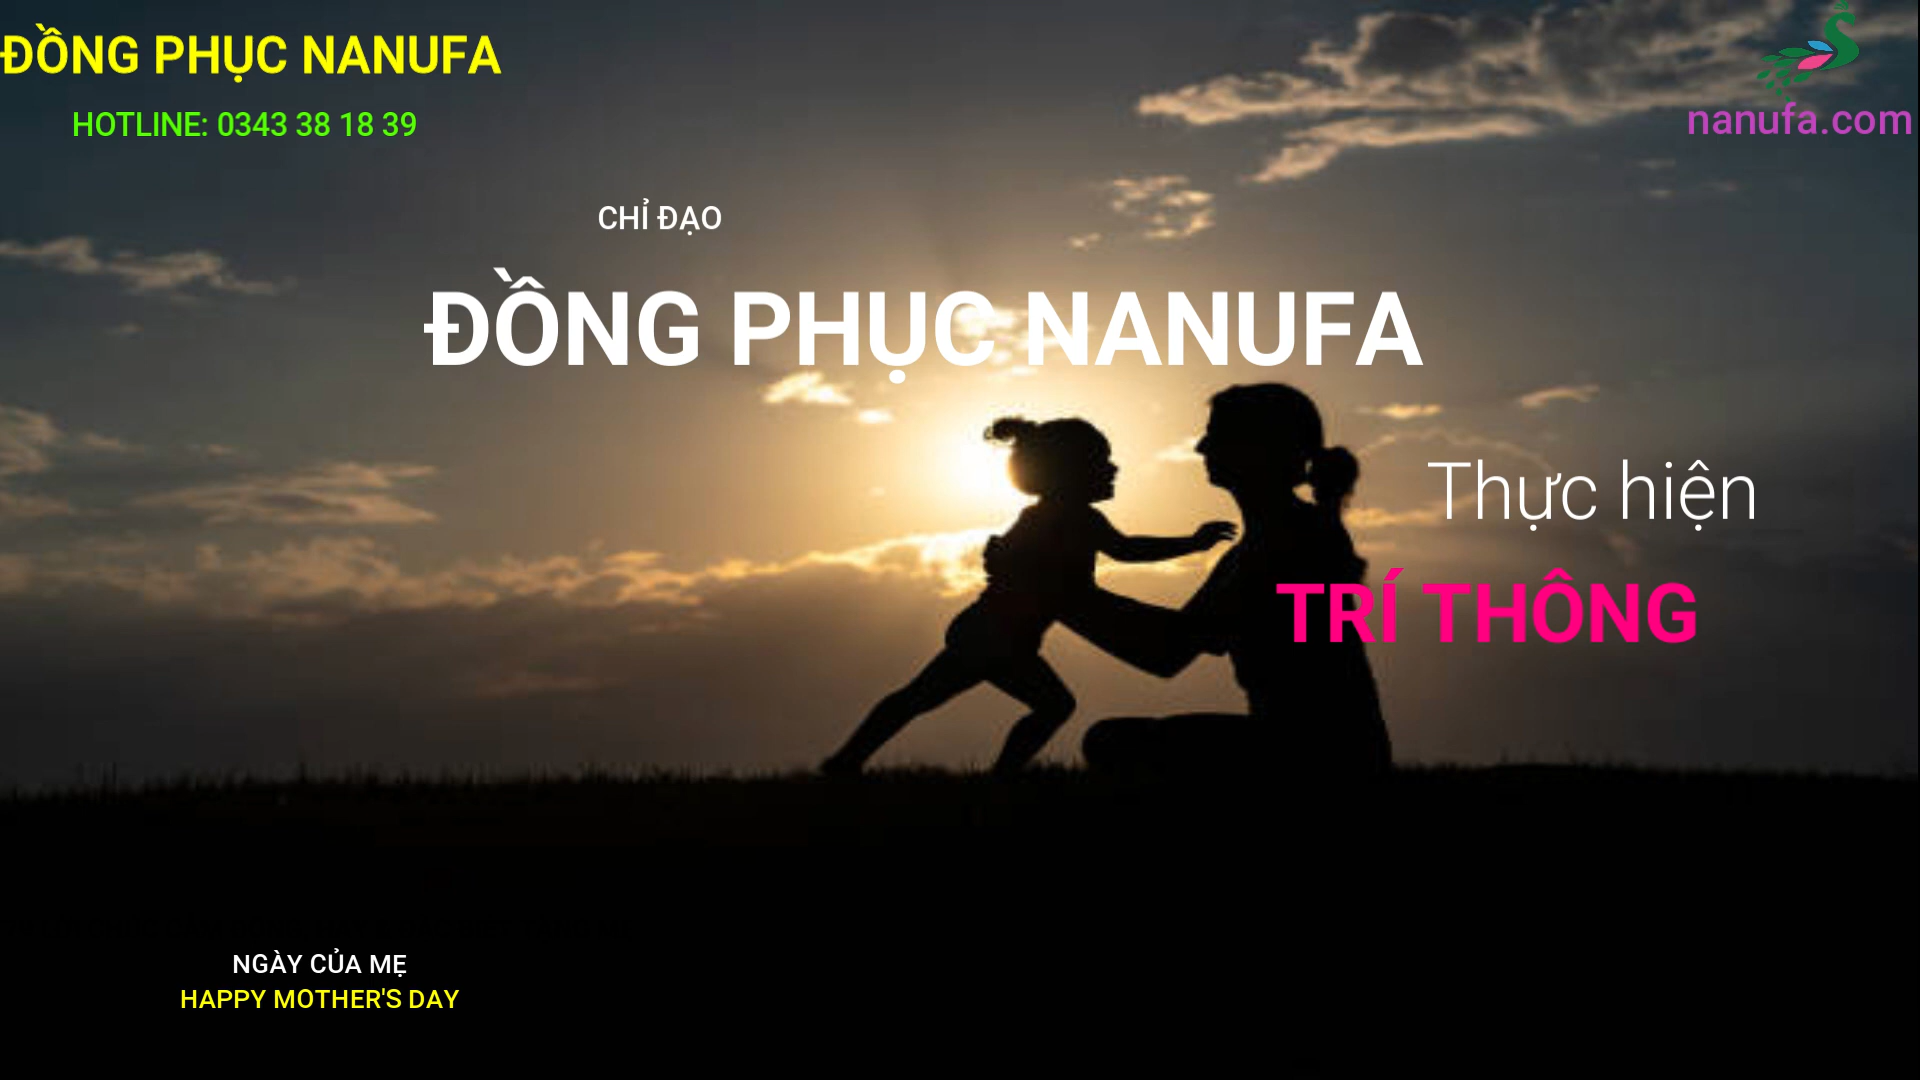 ĐỒNG PHỤC NANUFA
HOTLINE: 0343 38 18 39
nanufa.com
CHỈ ĐẠO
ĐỒNG PHỤC NANUFA
Thực hiện
TRÍ THÔNG
NGÀY CỦA MẸ
HAPPY MOTHER'S DAY